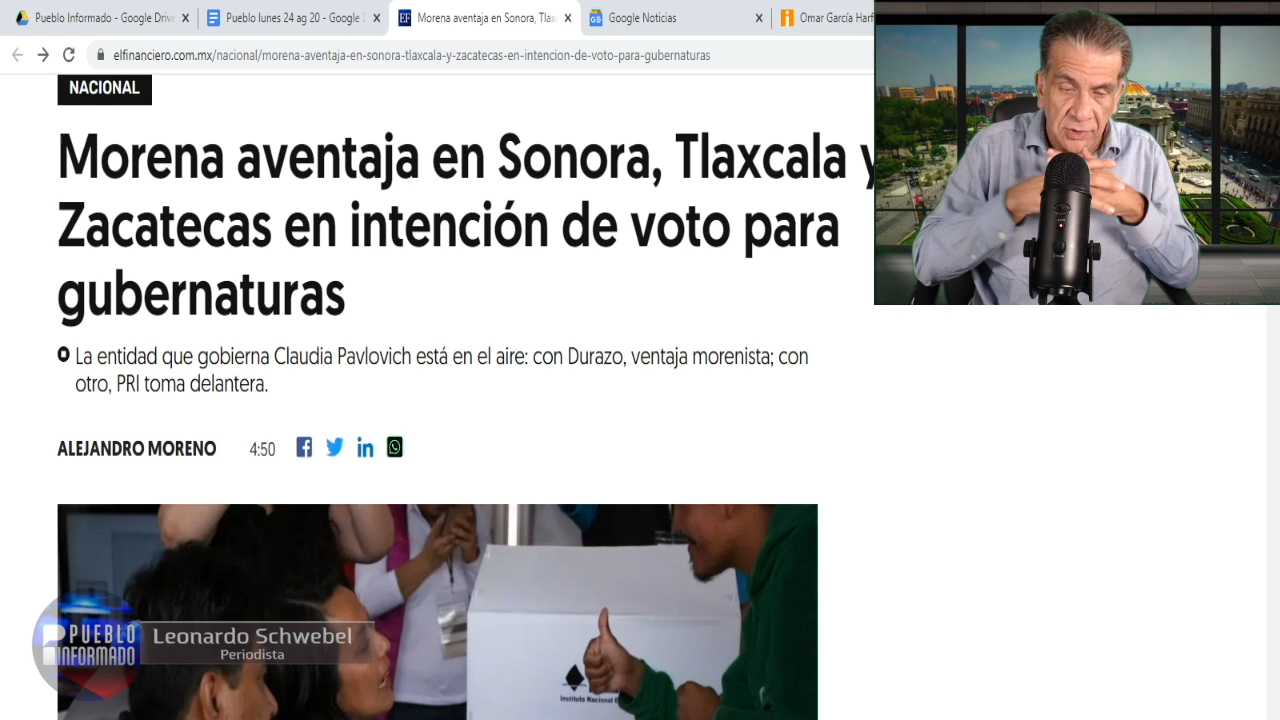 Pueblo Informado - Google Drive
Pueblo lunes 24 ag 20 - Google D
Morena aventaja en Sonora, Tlax
Google Noticias
Omar García Harf
elfinanciero.com.mx/nacional/morena-aventaja-en-sonora-tlaxcala-y-zacatecas-en-intencion-de-voto-para-gubernaturas
NACIONAL
Morena aventaja en Sonora, Tlaxcala y
Zacatecas en intención de voto para
gubernaturas
La entidad que gobierna Claudia Pavlovich está en el aire: con Durazo, ventaja morenista; con
otro, PRI toma delantera.
ALEJANDRO MORENO 4:50
Instituto Nacional E
PUEBLO
INFORMADO
Leonardo Schwebel
Periodista